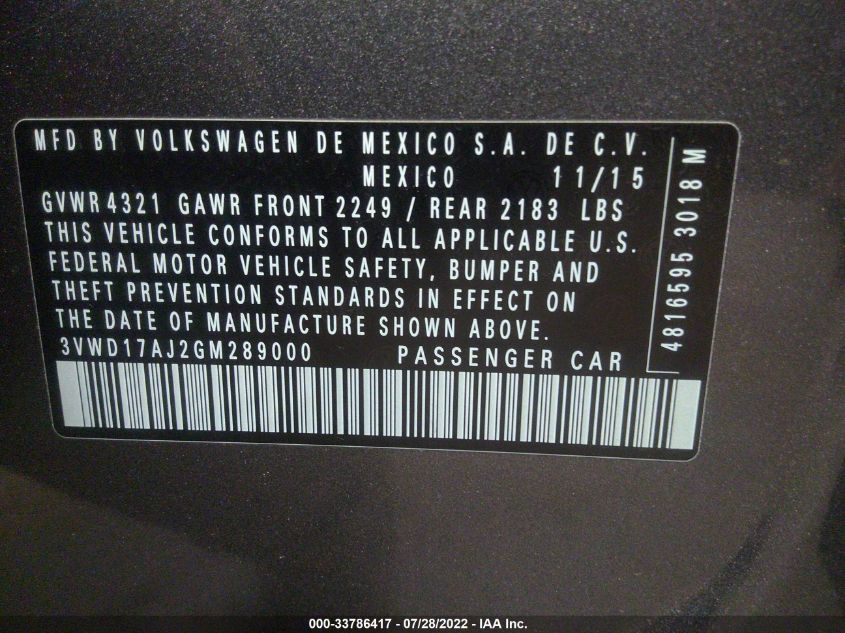 MFD BY VOLKSWAGEN DE MEXICO S.A. DE C.V.
MEXICO 11/15
GVWR 4321 GAWR FRONT 2249 / REAR 2183 LBS
THIS VEHICLE CONFORMS TO ALL APPLICABLE U.S.
FEDERAL MOTOR VEHICLE SAFETY, BUMPER AND
THEFT PREVENTION STANDARDS IN EFFECT ON
THE DATE OF MANUFACTURE SHOWN ABOVE.
3VWD17AJ2GM289000 PASSENGER CAR
4816595 3018 M
000-33786417 - 07/28/2022 - IAA Inc.